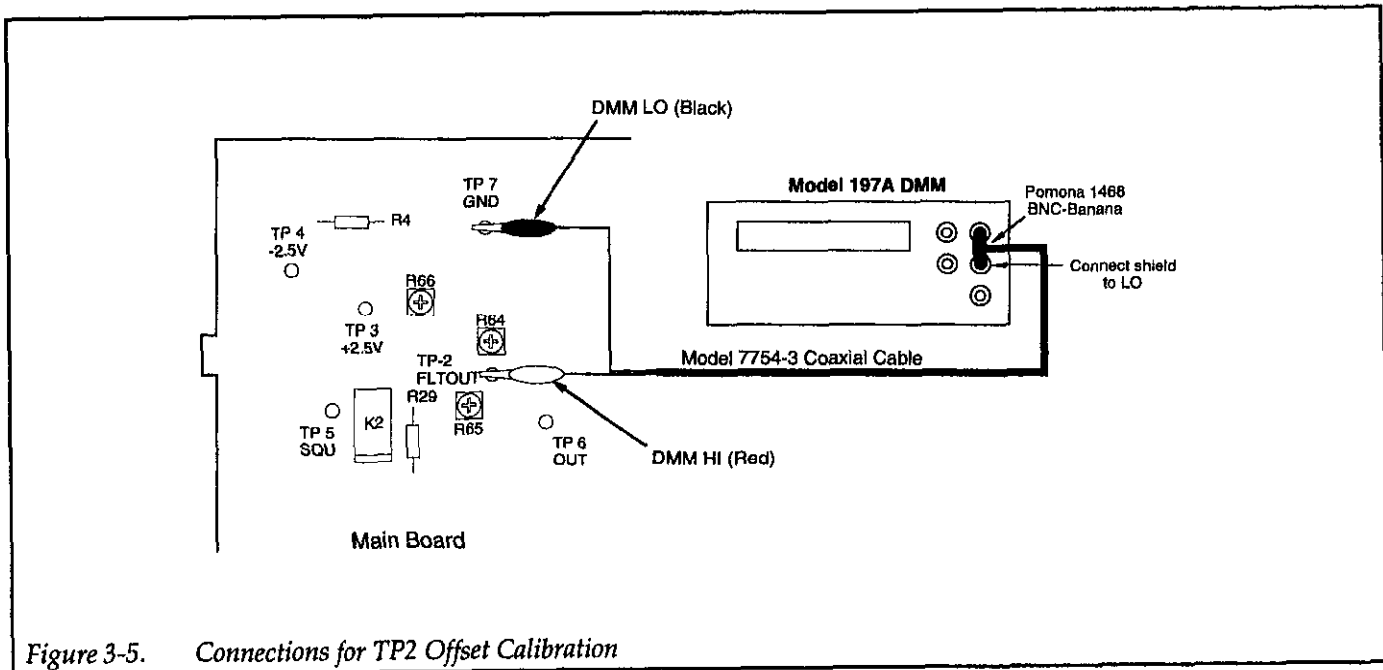 DMM LO (Black)
TP 7
GND
R4
TP 4
-2.5V
Model 197A DMM
Pomona 1468
BNC-Banana
Connect shield
to LO
R66
TP 3
+2.5V
R64
TP-2
FLTOUT
Model 7754-3 Coaxial Cable
R29
K2
TP 5
SQU
R65
TP 6
OUT
DMM HI (Red)
Main Board
Figure 3-5. Connections for TP2 Offset Calibration